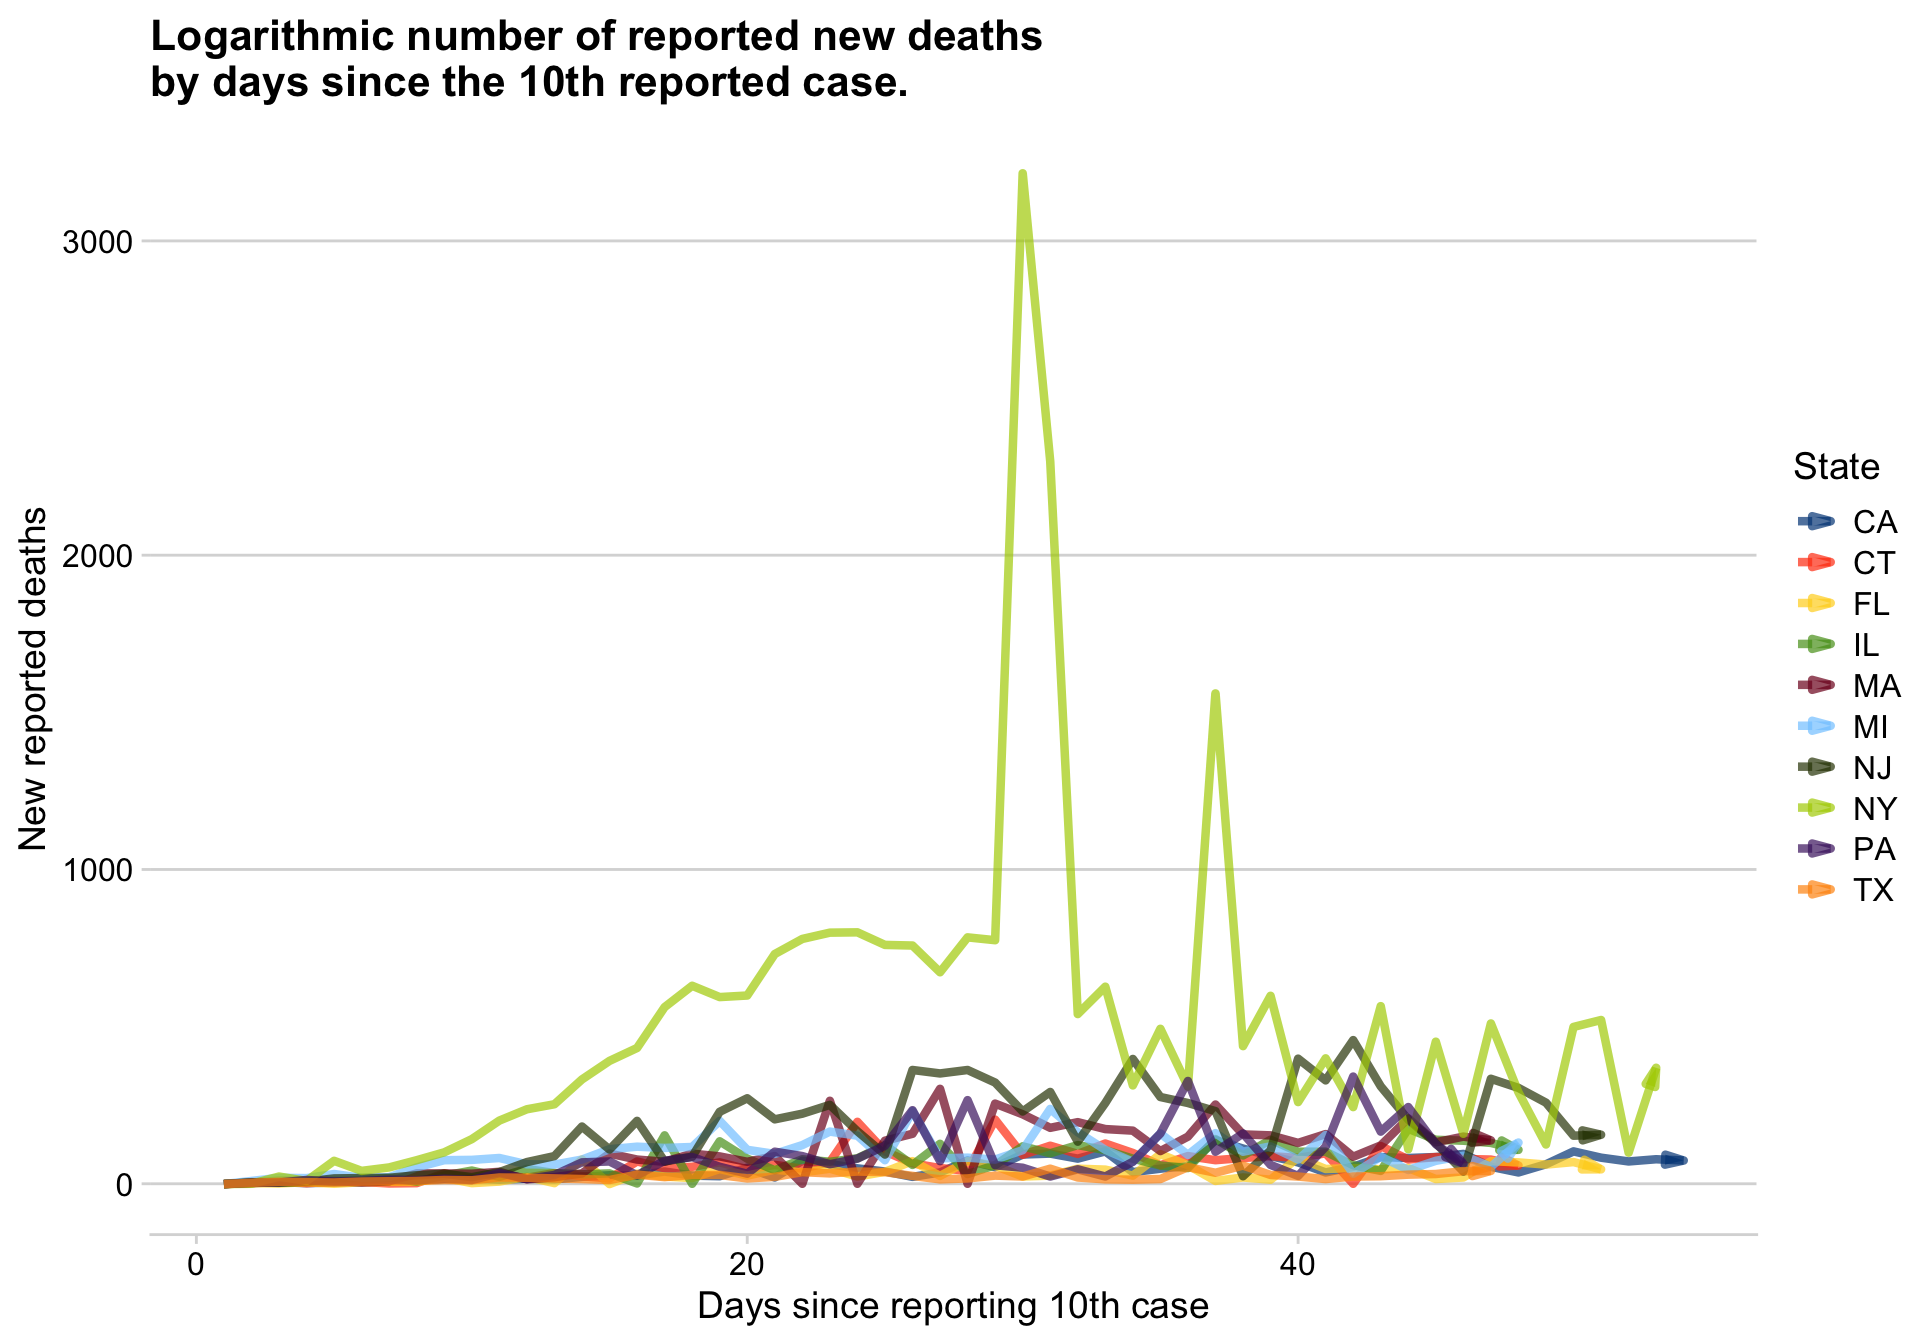 Logarithmic number of reported new deaths
by days since the 10th reported case.
New reported deaths
3000
2000
1000
0
0
20
40
Days since reporting 10th case
State
CA
CT
FL
IL
MA
MI
NJ
NY
PA
TX